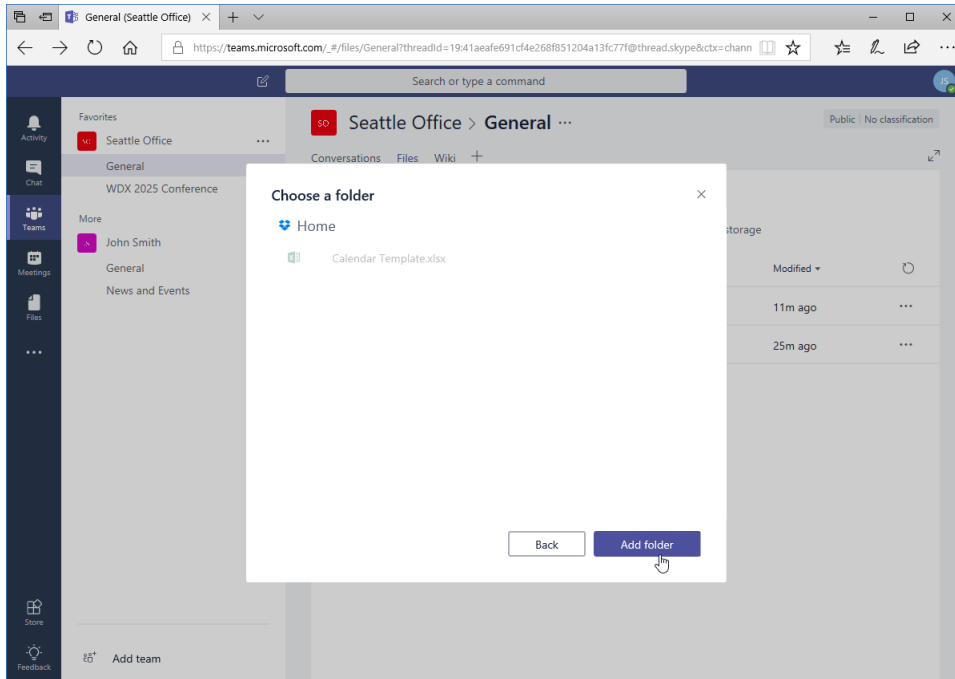 General (Seattle Office)
https://teams.microsoft.com/_#/files/General?threadId=19:41aeafe691cf4e268f851204a13fc77f@thread.skype&ctx=chann
Search or type a command
JS
Activity
Chat
Teams
Meetings
Files
Store
Feedback
Favorites
SO
Seattle Office
General
WDX 2025 Conference
More
John Smith
General
News and Events
Add team
SO
Seattle Office > General
Public
No classification
Conversations
Files
Wiki
storage
Modified
11m ago
25m ago
Choose a folder
Home
Calendar Template.xlsx
Back
Add folder